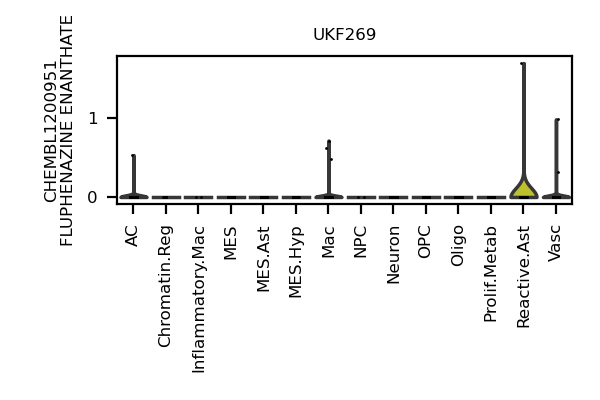 UKF269
CHEMBL1200951
FLUPHENAZINE ENANTHATE
1
0
AC
Chromatin.Reg
Inflammatory.Mac
MES
MES.Ast
MES.Hyp
Mac
NPC
Neuron
OPC
Oligo
Prolif.Metab
Reactive.Ast
Vasc